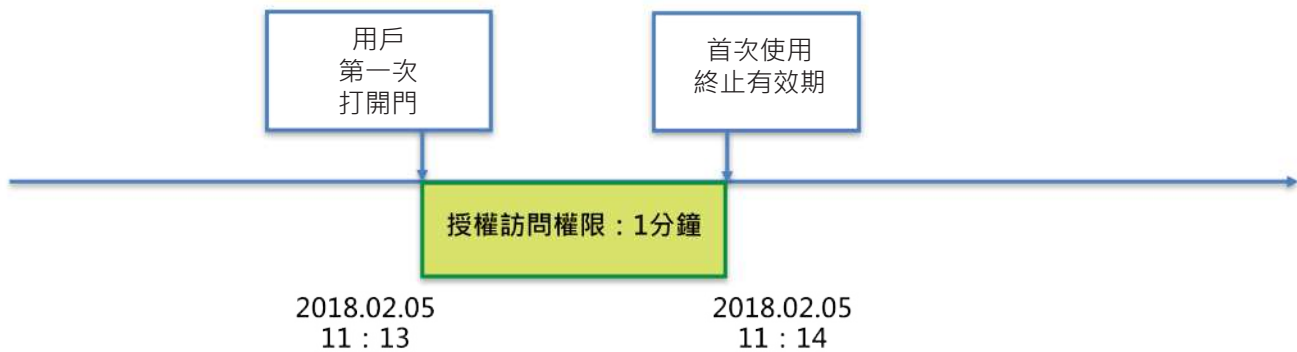 用戶
第一次
打開門
首次使用
終止有效期
授權訪問權限：1分鐘
2018.02.05
11：13
2018.02.05
11：14